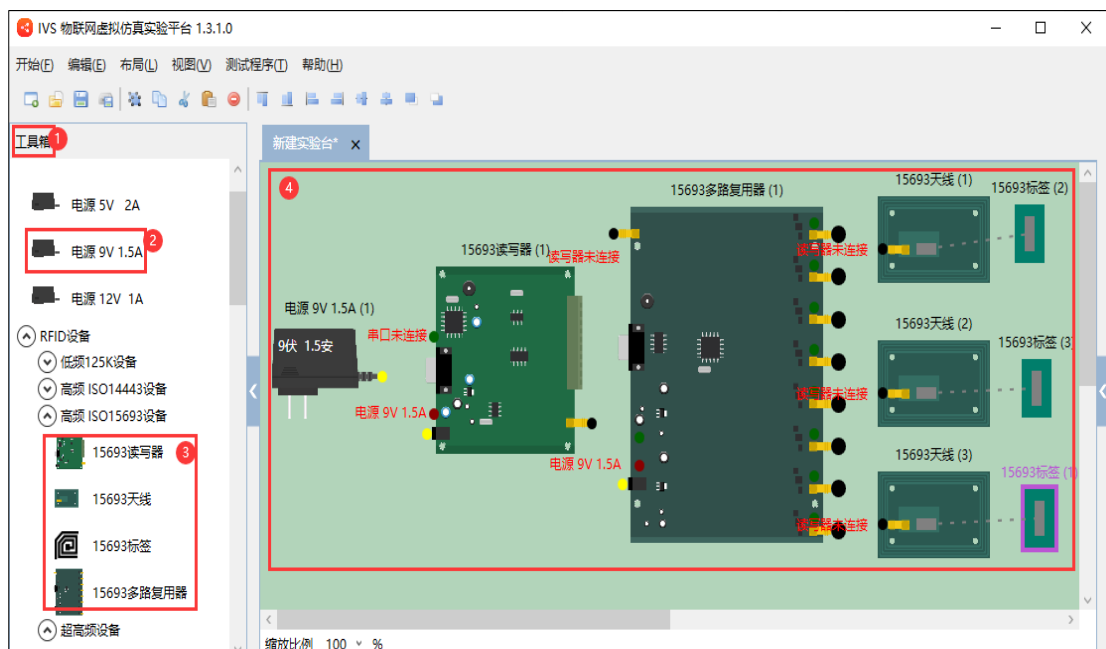 IVS 物联网虚拟仿真实验平台 1.3.1.0
开始(F) 编辑(E) 布局(L) 视图(V) 测试程序(T) 帮助(H)
工具箱 1
新建实验台* ×
电源 5V 2A
电源 9V 1.5A 2
电源 12V 1A
RFID设备
低频125K设备
高频 ISO14443设备
高频 ISO15693设备
15693读写器 3
15693天线
15693标签
15693多路复用器
超高频设备
4
电源 9V 1.5A (1)
9伏 1.5安
15693读写器 (1)
串口未连接
电源 9V 1.5A
15693多路复用器 (1)
读写器未连接
电源 9V 1.5A
15693天线 (1)
15693标签 (2)
读写器未连接
15693天线 (2)
15693标签 (3)
读写器未连接
15693天线 (3)
15693标签 (1)
读写器未连接
缩放比例 100 %